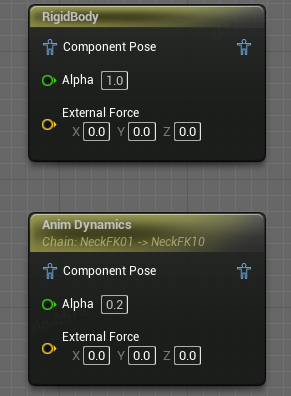 RigidBody
Component Pose
Alpha 1.0
External Force
X 0.0 Y 0.0 Z 0.0
Anim Dynamics
Chain: NeckFK01 -> NeckFK10
Component Pose
Alpha 0.2
External Force
X 0.0 Y 0.0 Z 0.0